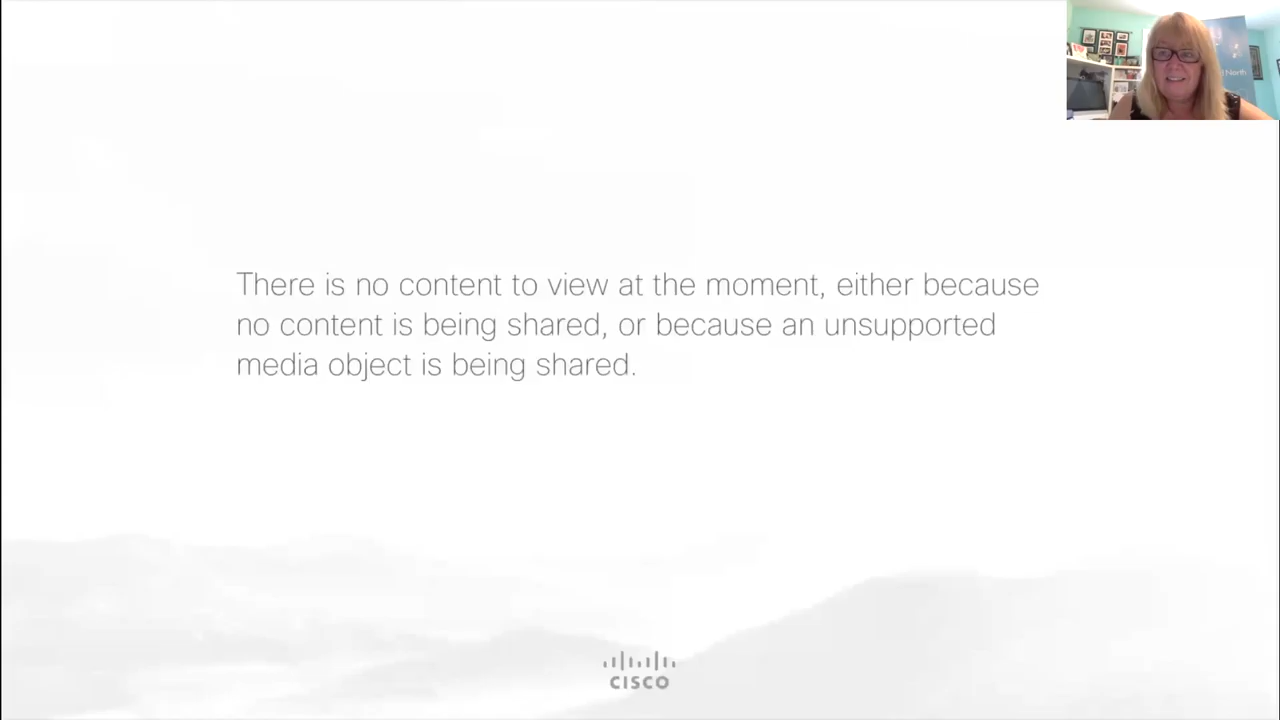 North
There is no content to view at the moment, either because
no content is being shared, or because an unsupported
media object is being shared.
CISCO